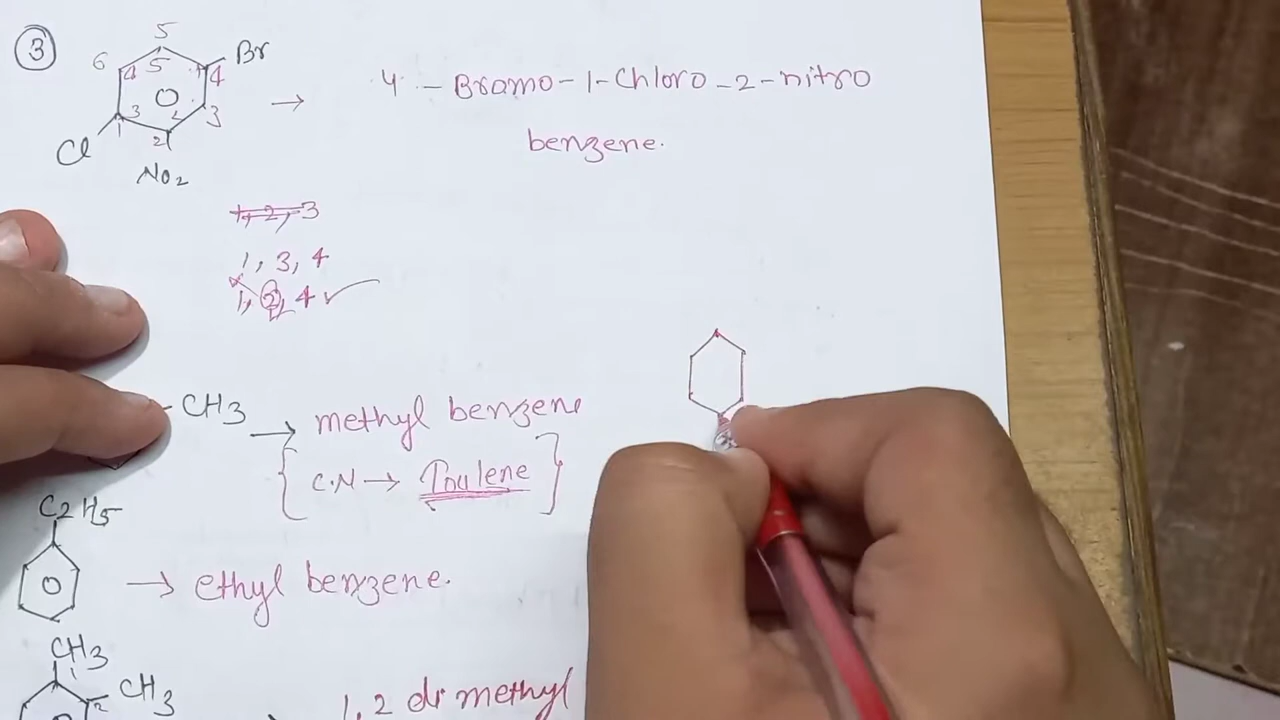 3
5
6 4 5 4 Br
3 2 3
1 2
Cl
NO2
→ 4 - Bromo-1-Chloro-2-nitro
benzene.
1, 2, 3
1, 3, 4
1, 2, 4 ✓
CH3 → methyl benzene
{ C.N → Toulene }
C2H5
→ ethyl benzene.
CH3
1
2 CH3
→ 1,2 di methyl